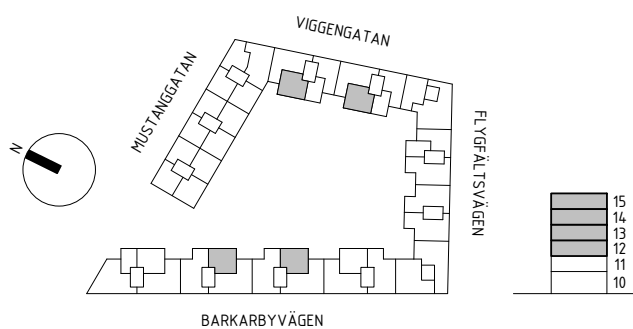 VIGGENGATAN
MUSTANGGATAN
FLYGFÄLTSVÄGEN
N
15
14
13
12
11
10
BARKARBYVÄGEN